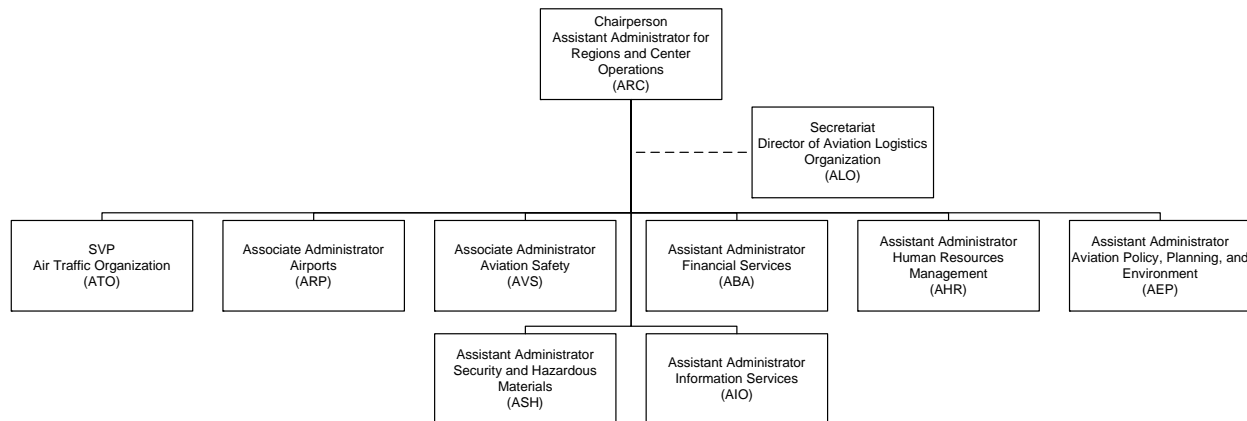 Chairperson
Assistant Administrator for
Regions and Center
Operations
(ARC)
Secretariat
Director of Aviation Logistics
Organization
(ALO)
SVP
Air Traffic Organization
(ATO)
Associate Administrator
Airports
(ARP)
Associate Administrator
Aviation Safety
(AVS)
Assistant Administrator
Financial Services
(ABA)
Assistant Administrator
Human Resources
Management
(AHR)
Assistant Administrator
Aviation Policy, Planning, and
Environment
(AEP)
Assistant Administrator
Security and Hazardous
Materials
(ASH)
Assistant Administrator
Information Services
(AIO)